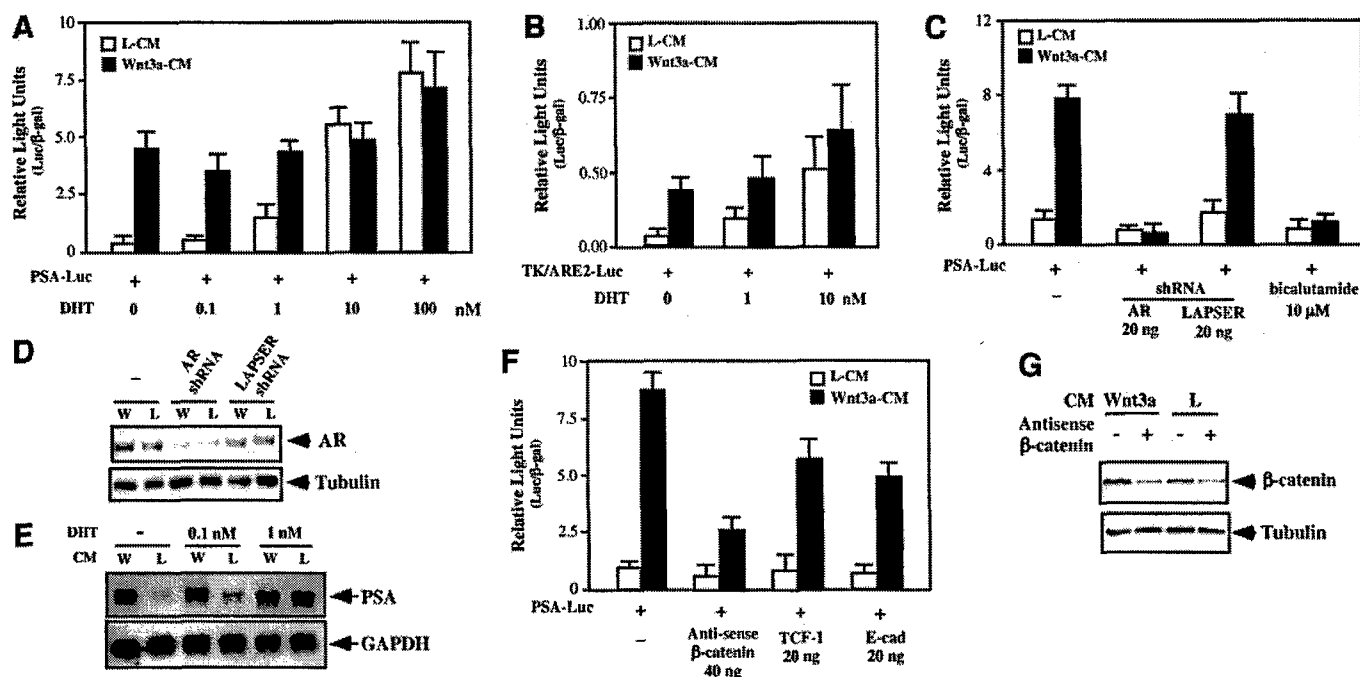 A
Relative Light Units
(Luc/β-gal)
10
7.5
5.0
2.5
0
L-CM
Wnt3a-CM
PSA-Luc + + + + +
DHT 0 0.1 1 10 100 nM
B
Relative Light Units
(Luc/β-gal)
0.75
0.50
0.25
0.00
L-CM
Wnt3a-CM
TK/ARE2-Luc + + +
DHT 0 1 10 nM
C
Relative Light Units
(Luc/β-gal)
12
8
4
0
L-CM
Wnt3a-CM
PSA-Luc + + + +
– shRNA bicalutamide
AR LAPSER 10 μM
20 ng 20 ng
D
– AR shRNA LAPSER shRNA
W L W L W L
AR
Tubulin
E
DHT - 0.1 nM 1 nM
CM W L W L W L
PSA
GAPDH
F
Relative Light Units
(Luc/β-gal)
10
7.5
5.0
2.5
0
L-CM
Wnt3a-CM
PSA-Luc + + + +
– Anti-sense TCF-1 E-cad
β-catenin 20 ng 20 ng
40 ng
G
CM Wnt3a L
Antisense - + - +
β-catenin
β-catenin
Tubulin